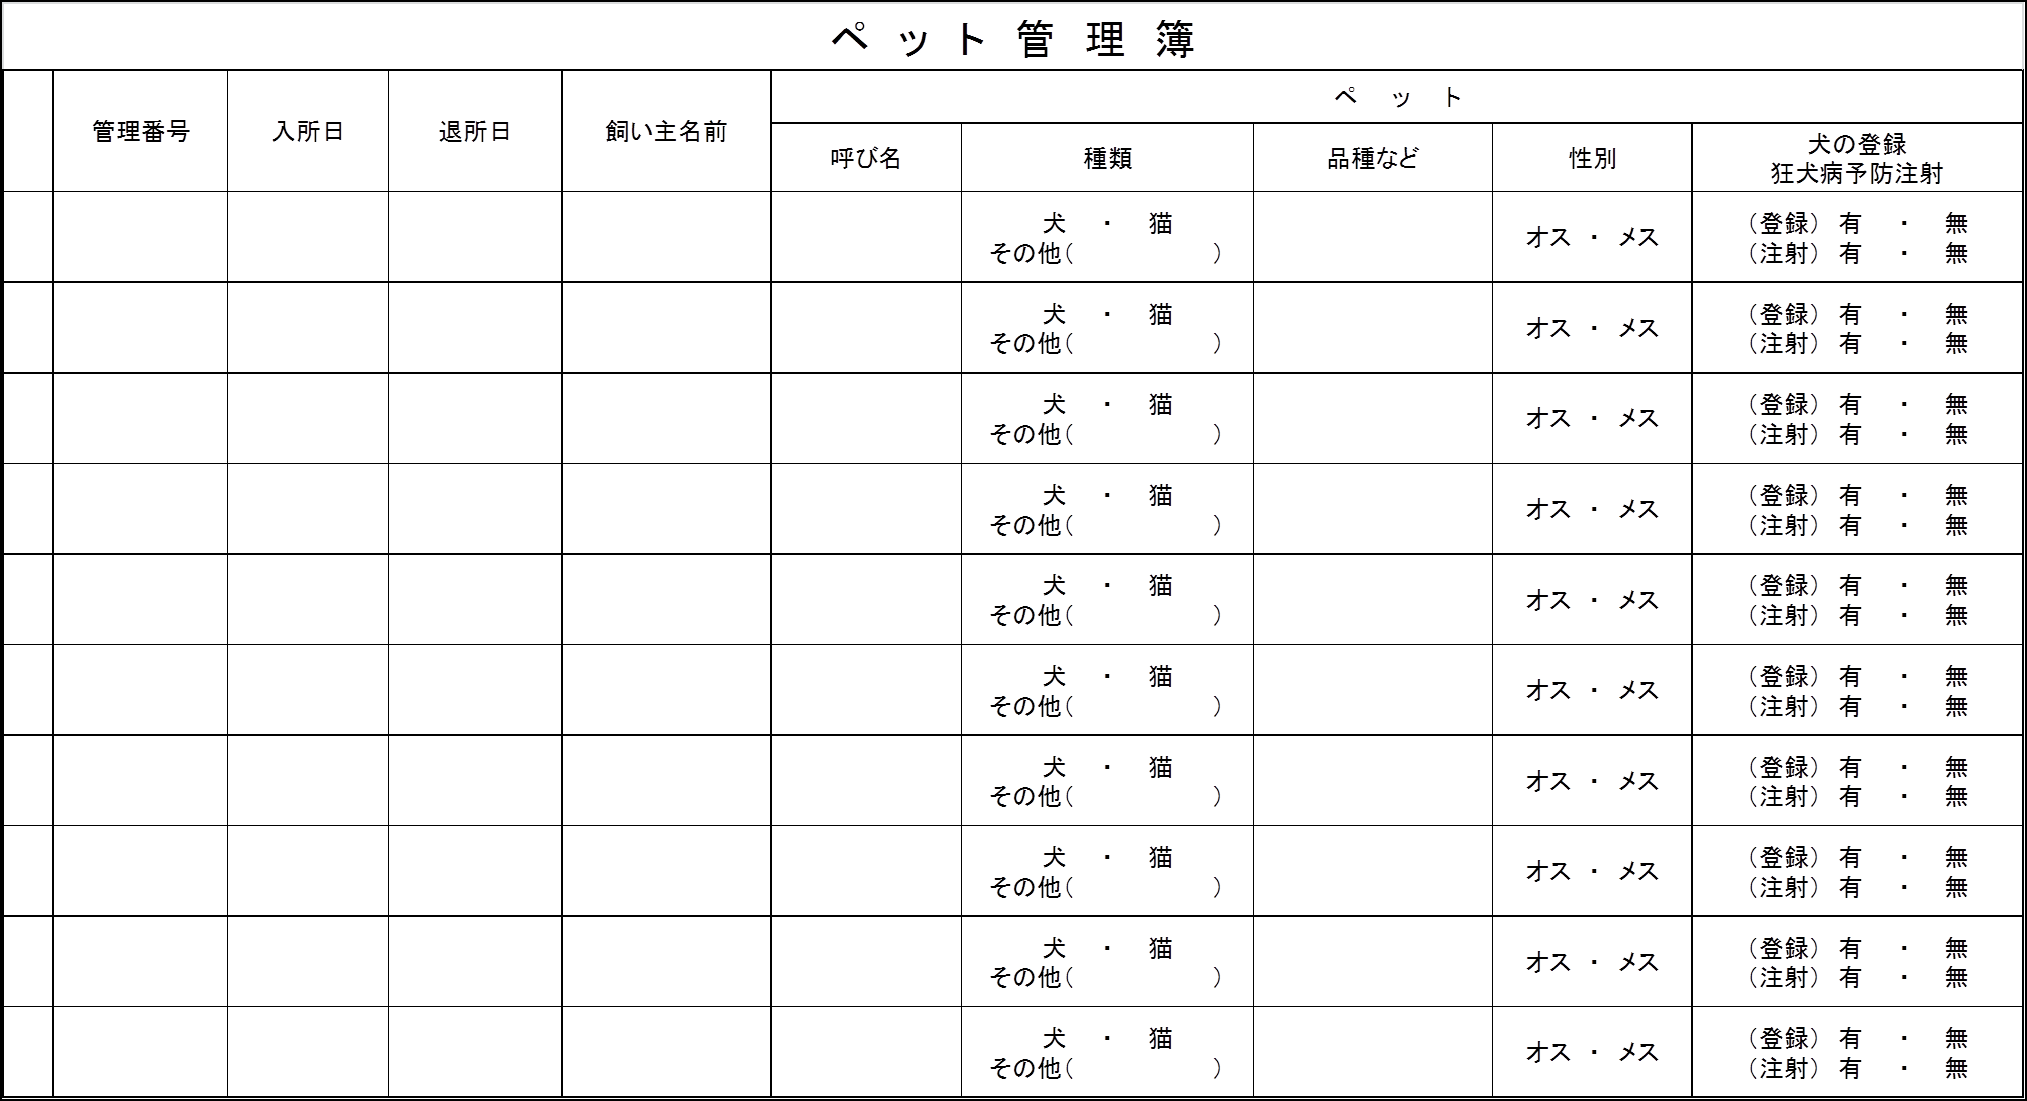 ペット管理簿
管理番号 入所日 退所日 飼い主名前 ペット
呼び名 種類 品種など 性別 犬の登録
狂犬病予防注射
犬 ・ 猫 オス ・ メス (登録) 有 ・ 無
その他( ) (注射) 有 ・ 無
犬 ・ 猫 オス ・ メス (登録) 有 ・ 無
その他( ) (注射) 有 ・ 無
犬 ・ 猫 オス ・ メス (登録) 有 ・ 無
その他( ) (注射) 有 ・ 無
犬 ・ 猫 オス ・ メス (登録) 有 ・ 無
その他( ) (注射) 有 ・ 無
犬 ・ 猫 オス ・ メス (登録) 有 ・ 無
その他( ) (注射) 有 ・ 無
犬 ・ 猫 オス ・ メス (登録) 有 ・ 無
その他( ) (注射) 有 ・ 無
犬 ・ 猫 オス ・ メス (登録) 有 ・ 無
その他( ) (注射) 有 ・ 無
犬 ・ 猫 オス ・ メス (登録) 有 ・ 無
その他( ) (注射) 有 ・ 無
犬 ・ 猫 オス ・ メス (登録) 有 ・ 無
その他( ) (注射) 有 ・ 無
犬 ・ 猫 オス ・ メス (登録) 有 ・ 無
その他( ) (注射) 有 ・ 無